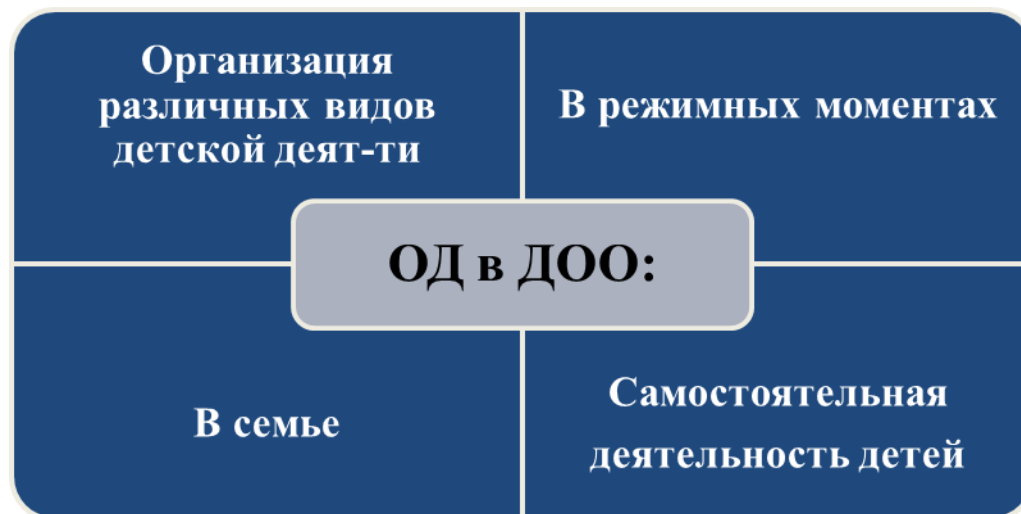 Организация
различных видов
детской деят-ти
В режимных моментах
ОД в ДОО:
В семье
Самостоятельная
деятельность детей